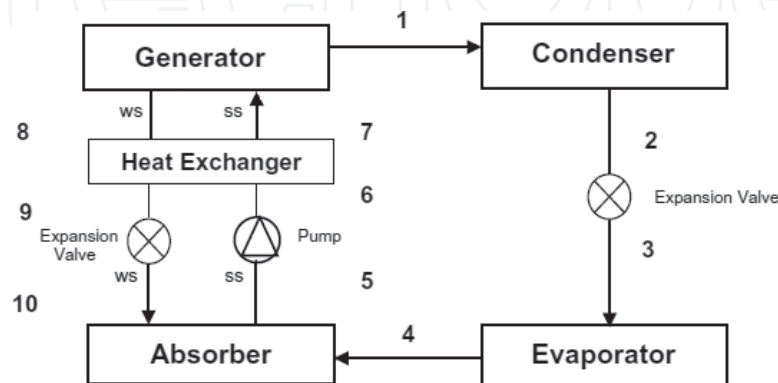 1
Generator
Condenser
ws
ss
8
7
2
Heat Exchanger
6
Expansion Valve
9
Expansion
Valve
Pump
3
ws
ss
5
10
4
Absorber
Evaporator